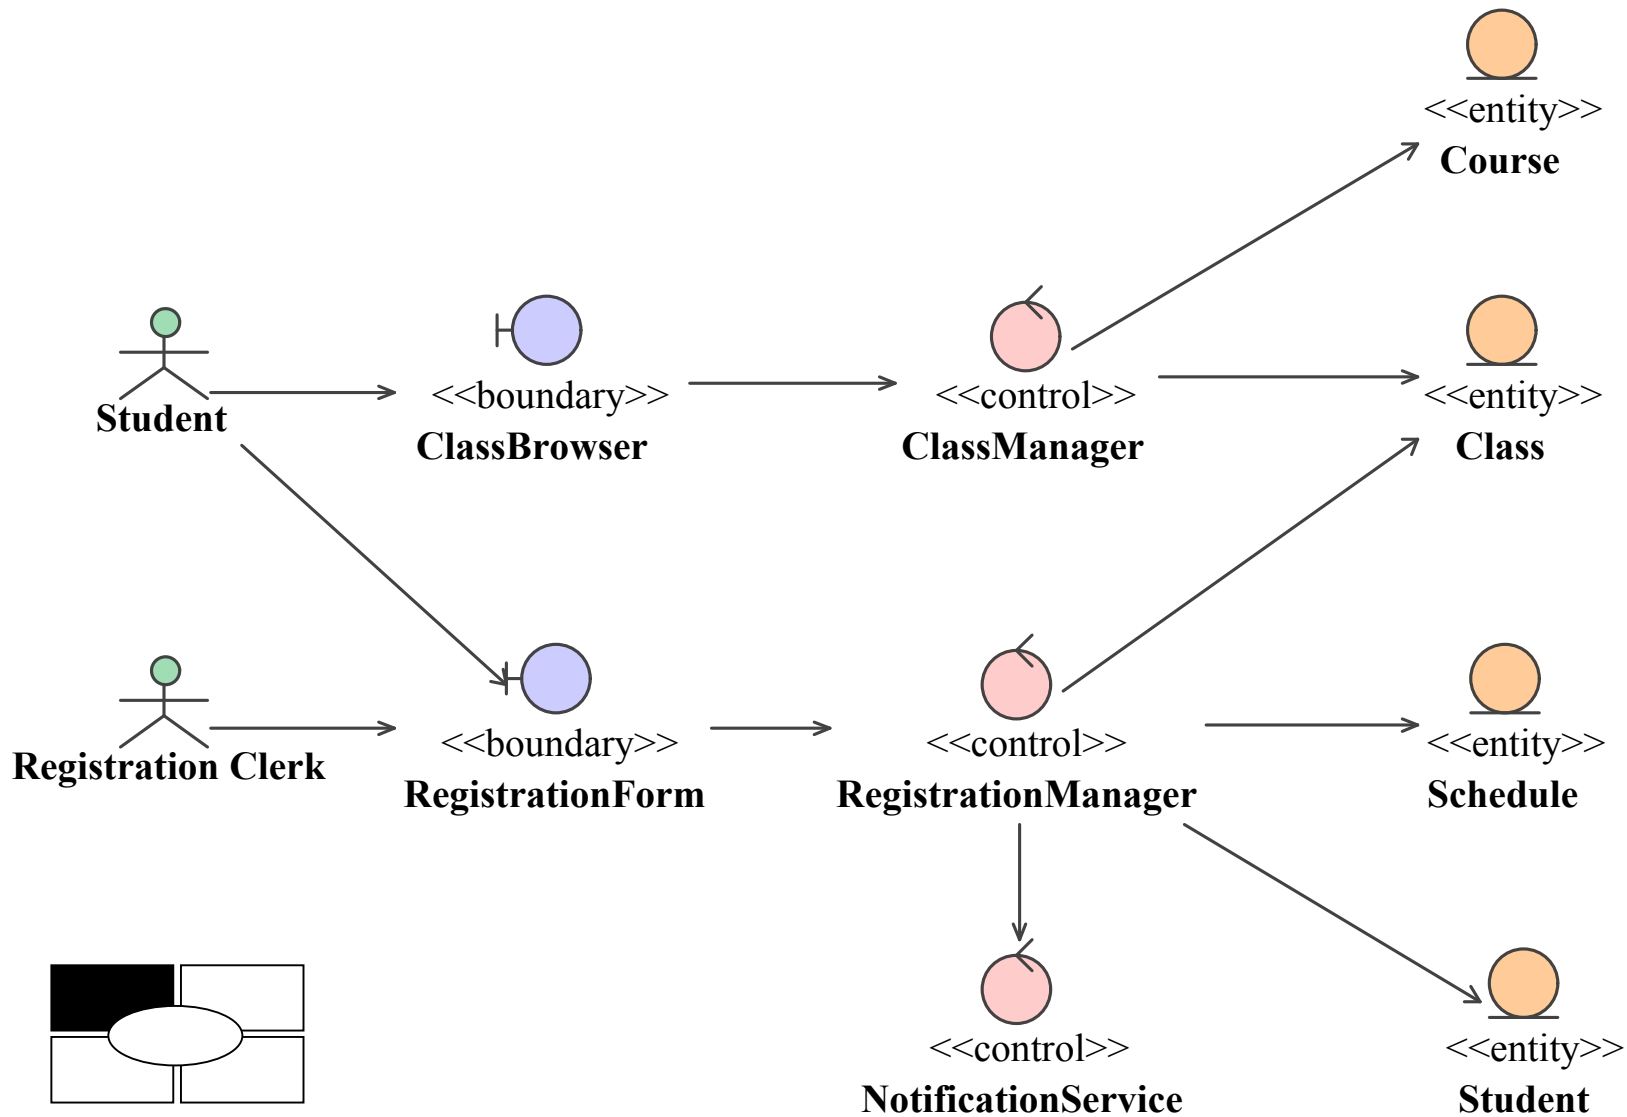 <<entity>>
Course
Student
<<boundary>>
ClassBrowser
<<control>>
ClassManager
<<entity>>
Class
Registration Clerk
<<boundary>>
RegistrationForm
<<control>>
RegistrationManager
<<entity>>
Schedule
<<control>>
NotificationService
<<entity>>
Student